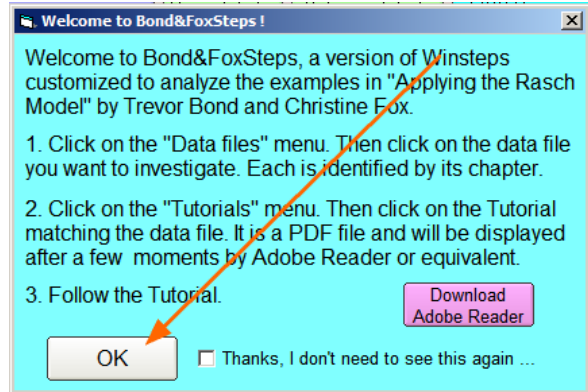 Welcome to Bond&FoxSteps !
Welcome to Bond&FoxSteps, a version of Winsteps
customized to analyze the examples in "Applying the Rasch
Model" by Trevor Bond and Christine Fox.
1. Click on the "Data files" menu. Then click on the data file
you want to investigate. Each is identified by its chapter.
2. Click on the "Tutorials" menu. Then click on the Tutorial
matching the data file. It is a PDF file and will be displayed
after a few moments by Adobe Reader or equivalent.
3. Follow the Tutorial.
Download
Adobe Reader
OK
Thanks, I don't need to see this again ...